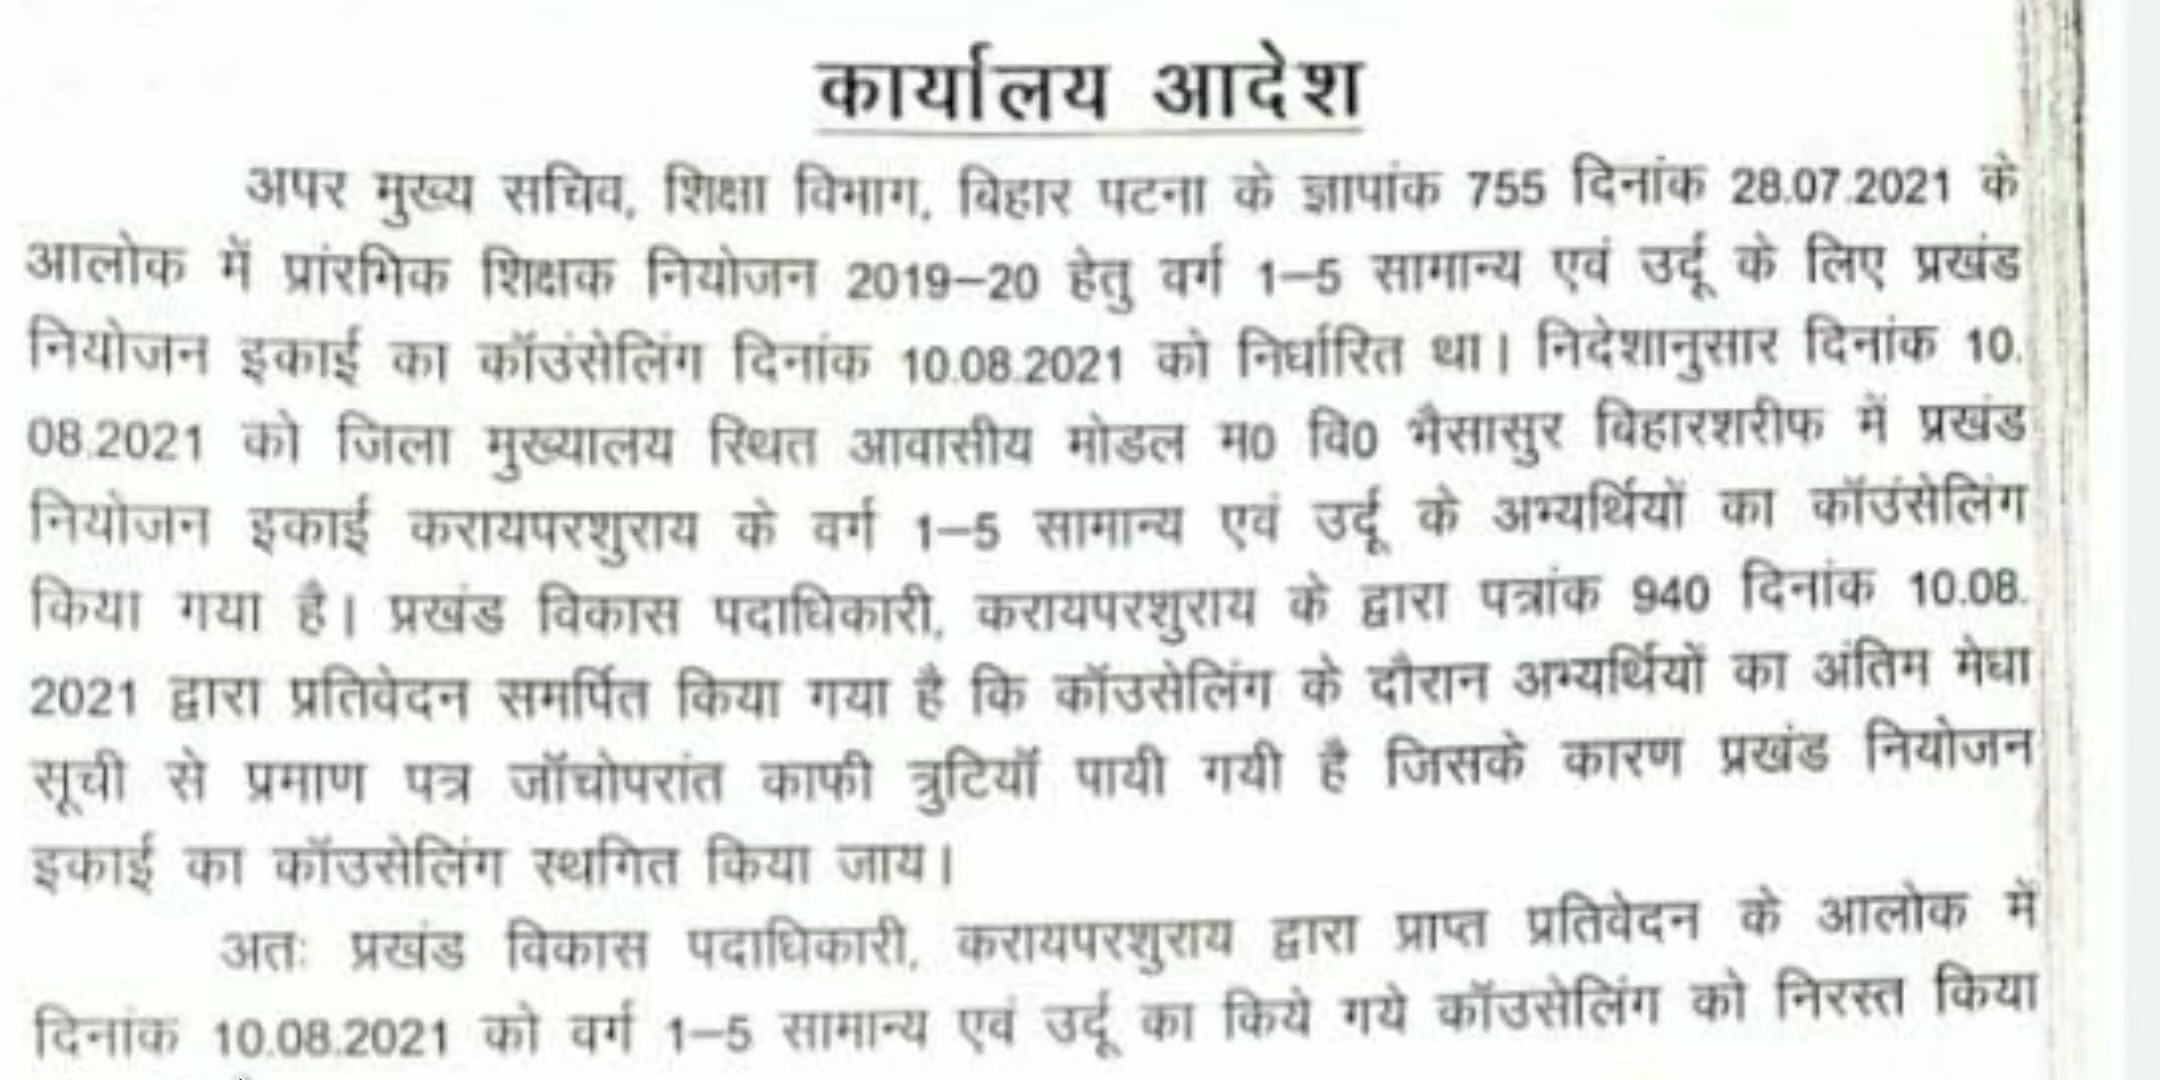 कार्यालय आदेश
अपर मुख्य सचिव, शिक्षा विभाग, बिहार पटना के ज्ञापांक 755 दिनांक 28.07.2021 के
आलोक में प्रांरभिक शिक्षक नियोजन 2019–20 हेतु वर्ग 1–5 सामान्य एवं उर्दू के लिए प्रखंड
नियोजन इकाई का कॉउंसेलिंग दिनांक 10.08.2021 को निर्धारित था। निदेशानुसार दिनांक 10.
08.2021 को जिला मुख्यालय स्थित आवासीय मोडल म0 वि0 भैसासुर बिहारशरीफ में प्रखंड
नियोजन इकाई करायपरशुराय के वर्ग 1–5 सामान्य एवं उर्दू के अभ्यर्थियों का कॉउंसेलिंग
किया गया है। प्रखंड विकास पदाधिकारी, करायपरशुराय के द्वारा पत्रांक 940 दिनांक 10.08.
2021 द्वारा प्रतिवेदन समर्पित किया गया है कि कॉउसेलिंग के दौरान अभ्यर्थियों का अंतिम मेधा
सूची से प्रमाण पत्र जॉचोपरांत काफी त्रुटियॉ पायी गयी है जिसके कारण प्रखंड नियोजन
इकाई का कॉउसेलिंग स्थगित किया जाय।
अतः प्रखंड विकास पदाधिकारी, करायपरशुराय द्वारा प्राप्त प्रतिवेदन के आलोक में
दिनांक 10.08.2021 को वर्ग 1–5 सामान्य एवं उर्दू का किये गये कॉउसेलिंग को निरस्त किया